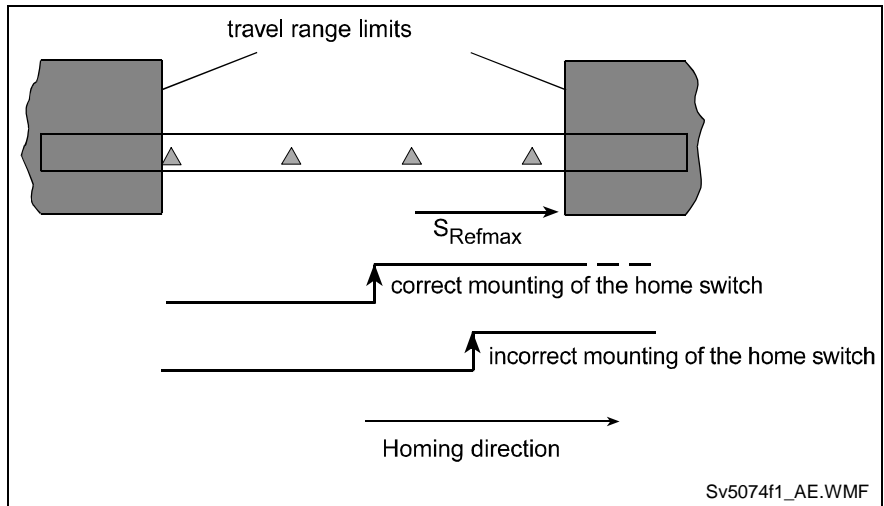 travel range limits
SRefmax
correct mounting of the home switch
incorrect mounting of the home switch
Homing direction
Sv5074f1_AE.WMF